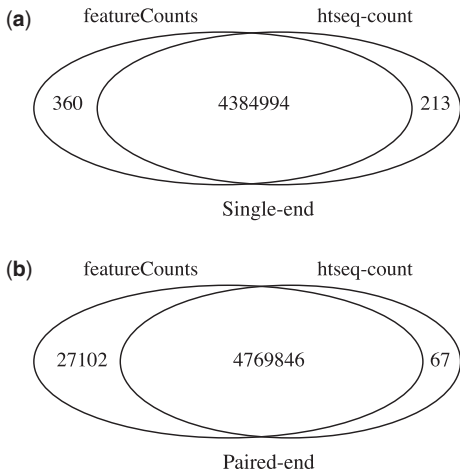 (a) featureCounts htseq-count
360 4384994 213
Single-end
(b) featureCounts htseq-count
27102 4769846 67
Paired-end